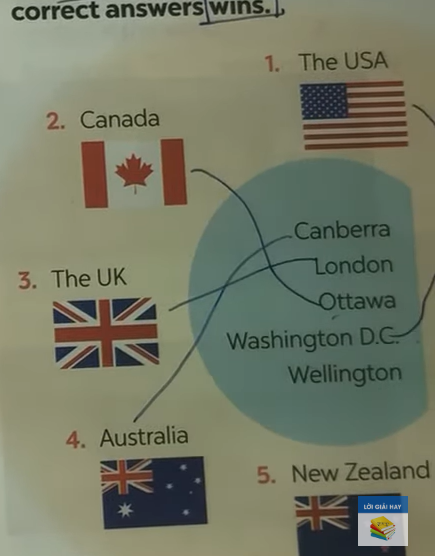 correct answers wins.
1. The USA
2. Canada
Canberra
London
3. The UK
Ottawa
Washington D.C.
Wellington
4. Australia
5. New Zealand
LỜI GIẢI HAY